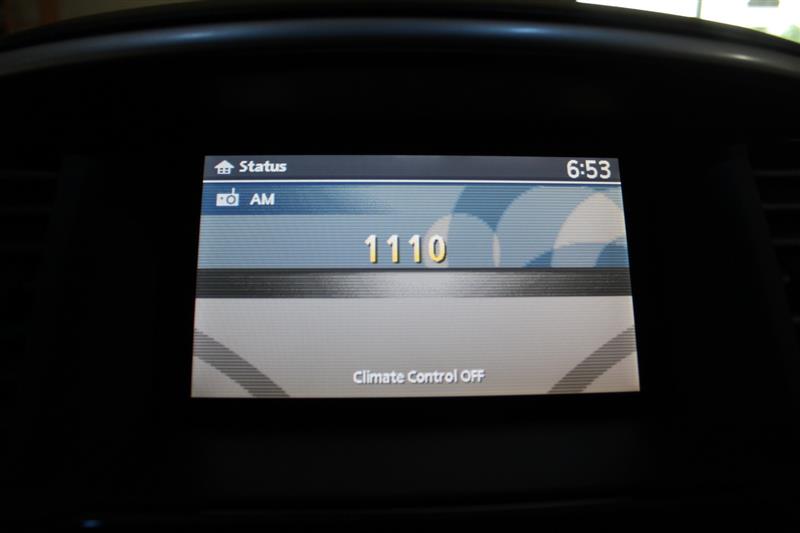 Status 6:53
AM
1110
Climate Control OFF